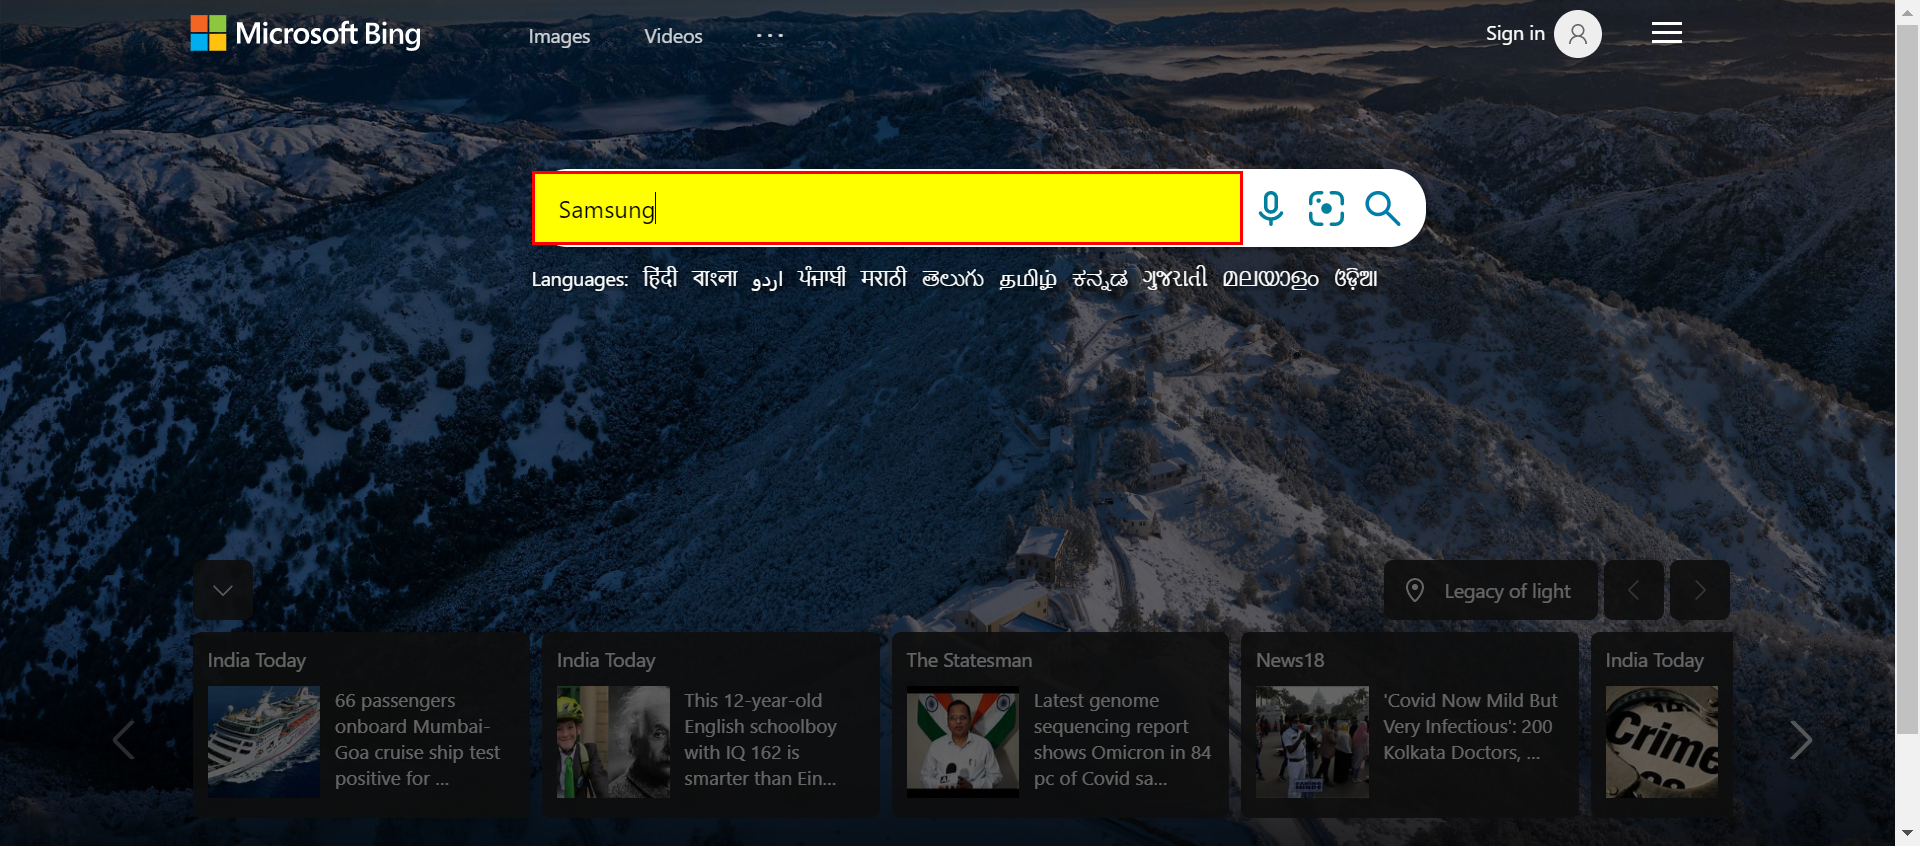 Microsoft Bing
Images Videos ...
Sign in
Samsung
Languages: हिंदी বাংলা اردو ਪੰਜਾਬੀ मराठी తెలుగు தமிழ் ಕನ್ನಡ ગુજરાતી മലയാളം ଓଡ଼ିଆ
Legacy of light
India Today
66 passengers
onboard Mumbai-
Goa cruise ship test
positive for ...
India Today
This 12-year-old
English schoolboy
with IQ 162 is
smarter than Ein...
The Statesman
Latest genome
sequencing report
shows Omicron in 84
pc of Covid sa...
News18
'Covid Now Mild But
Very Infectious': 200
Kolkata Doctors, ...
India Today
Crime